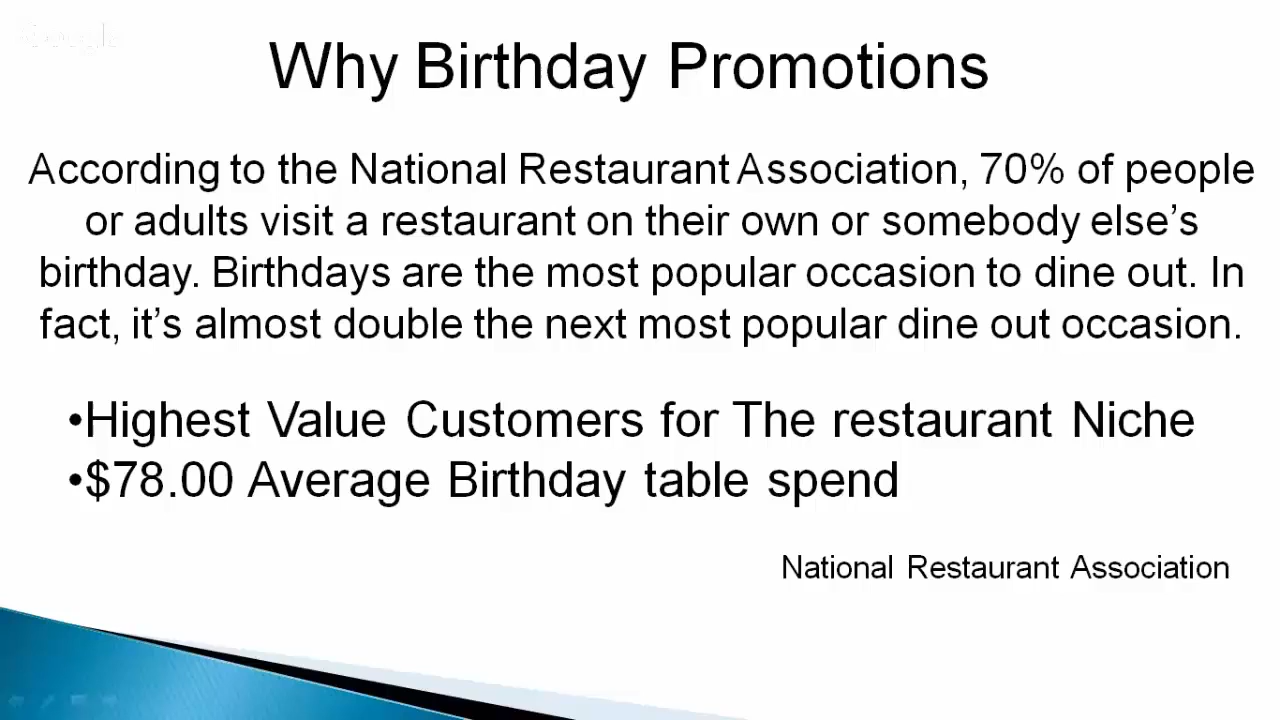 Google
Why Birthday Promotions
According to the National Restaurant Association, 70% of people
or adults visit a restaurant on their own or somebody else’s
birthday. Birthdays are the most popular occasion to dine out. In
fact, it’s almost double the next most popular dine out occasion.
•Highest Value Customers for The restaurant Niche
•$78.00 Average Birthday table spend
National Restaurant Association